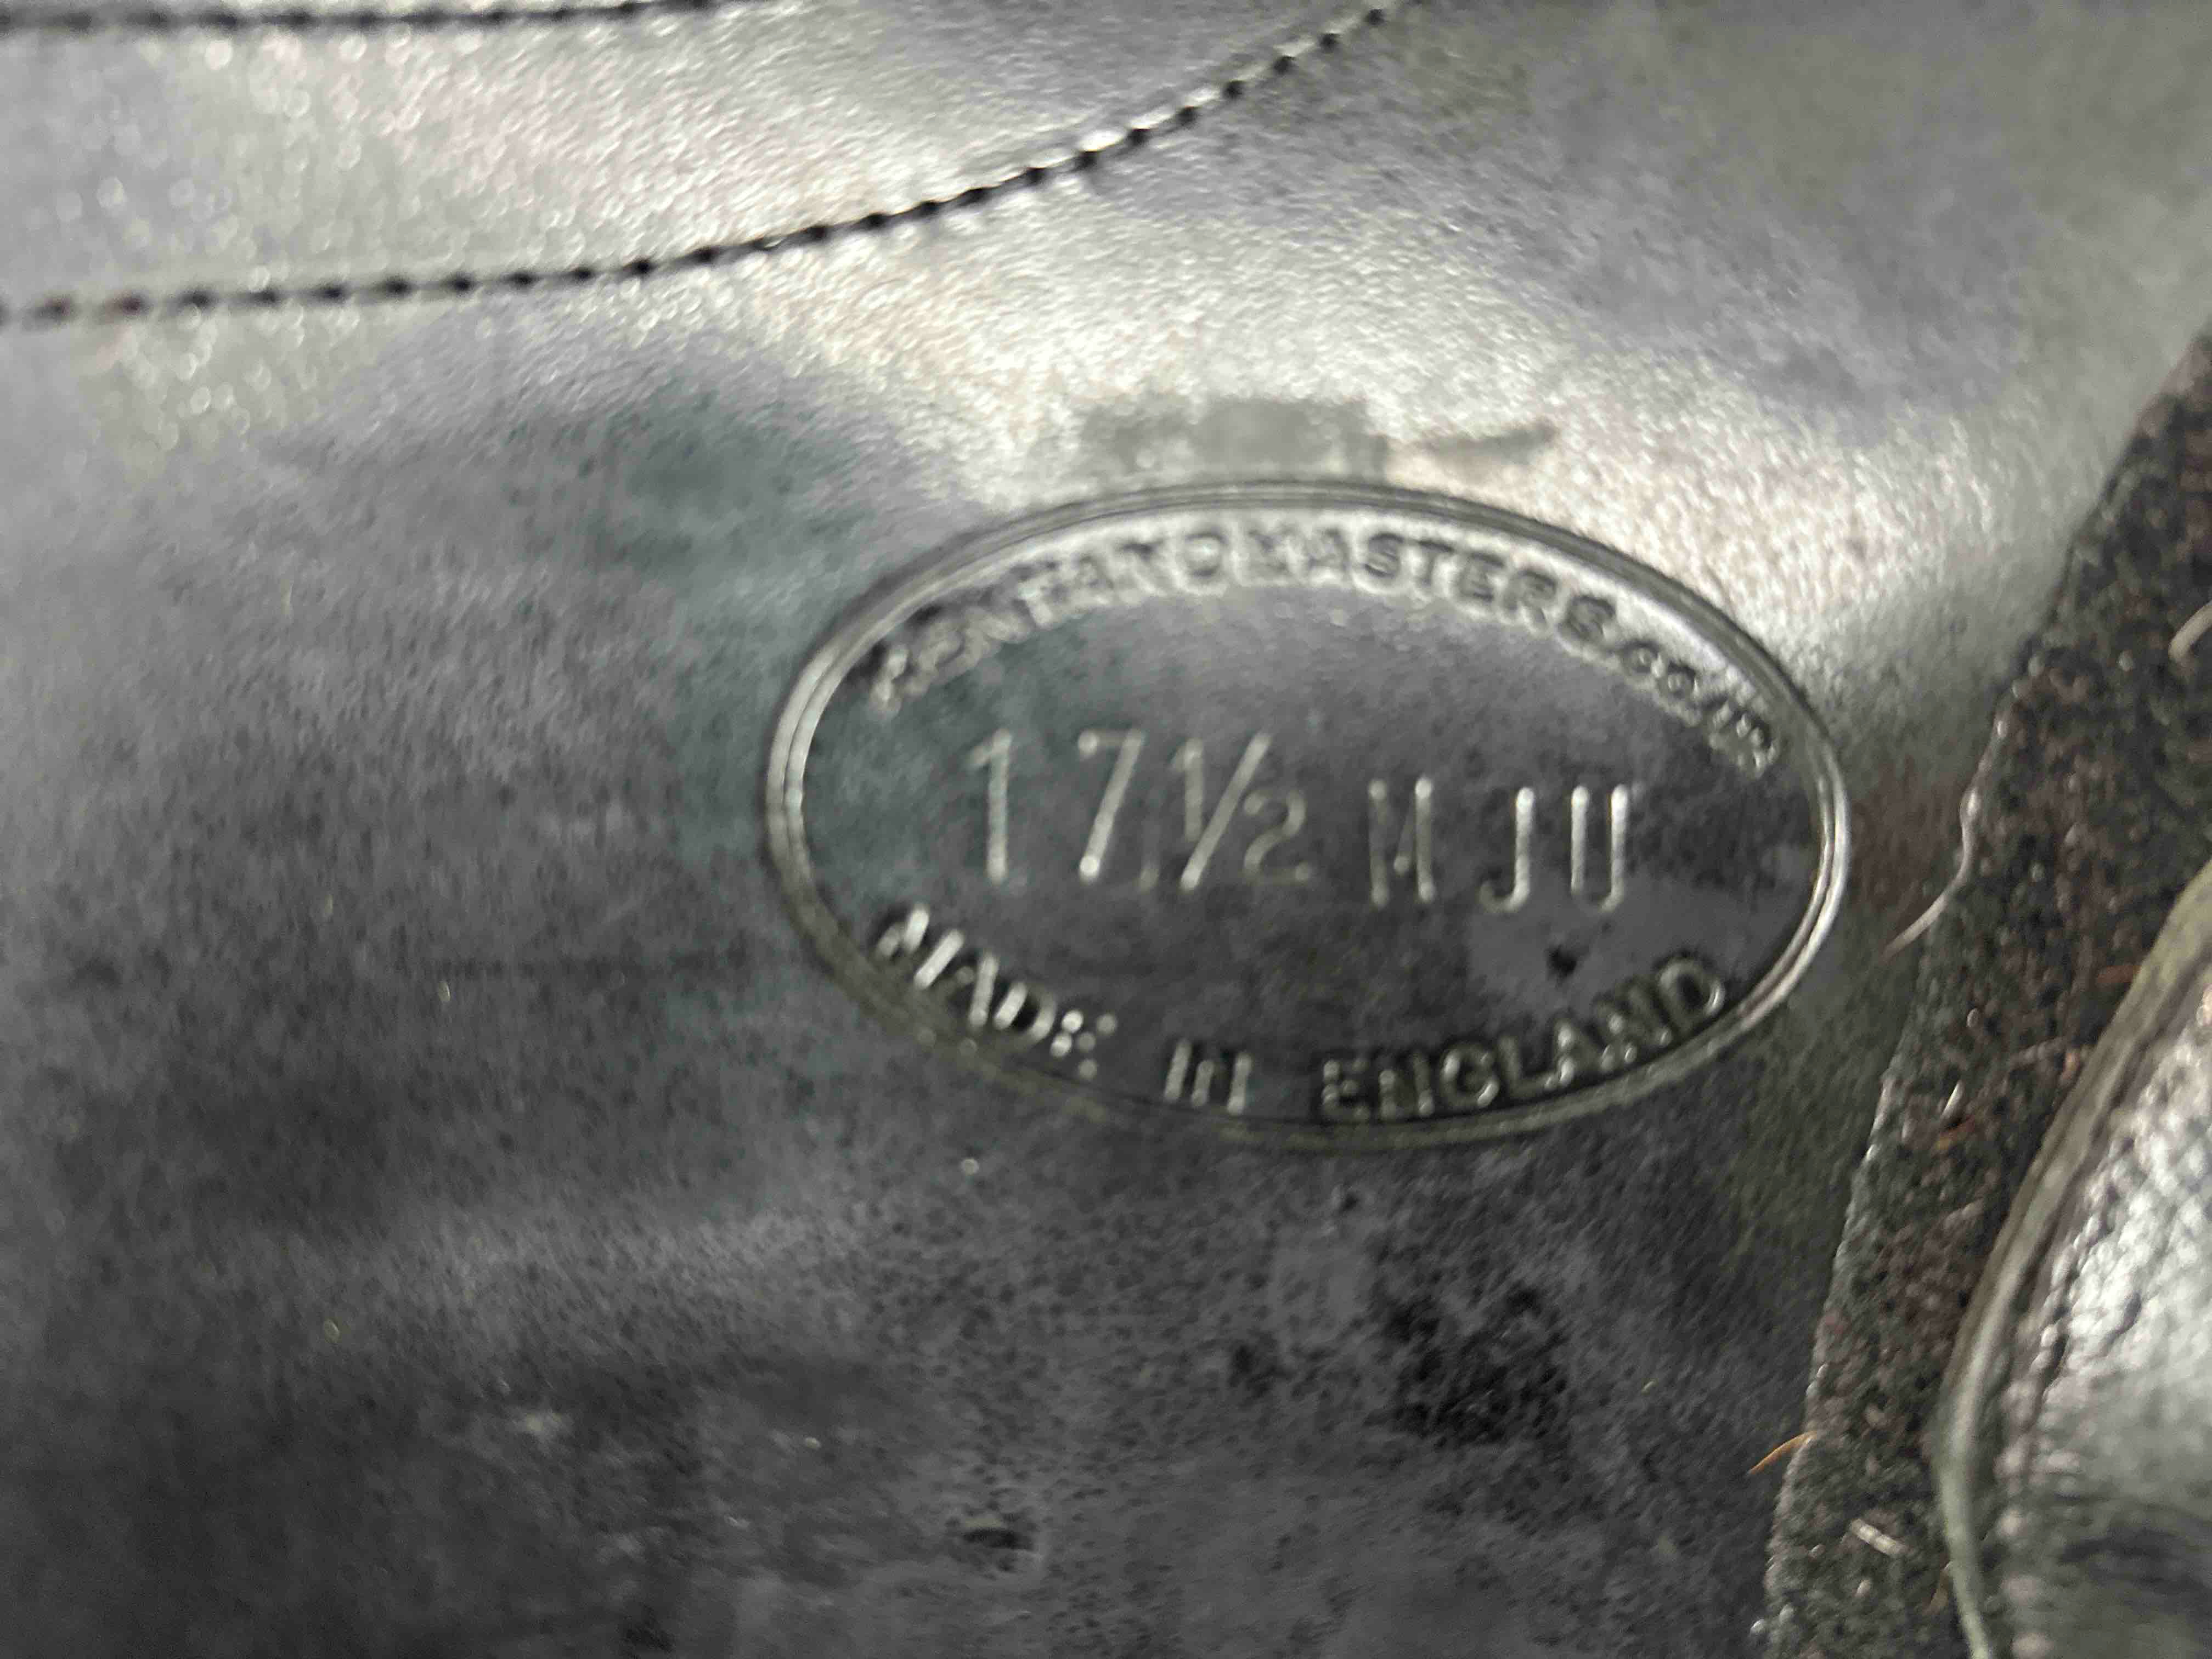 KENTANDMASTERS.co.uk
17½ M JU
MADE IN ENGLAND